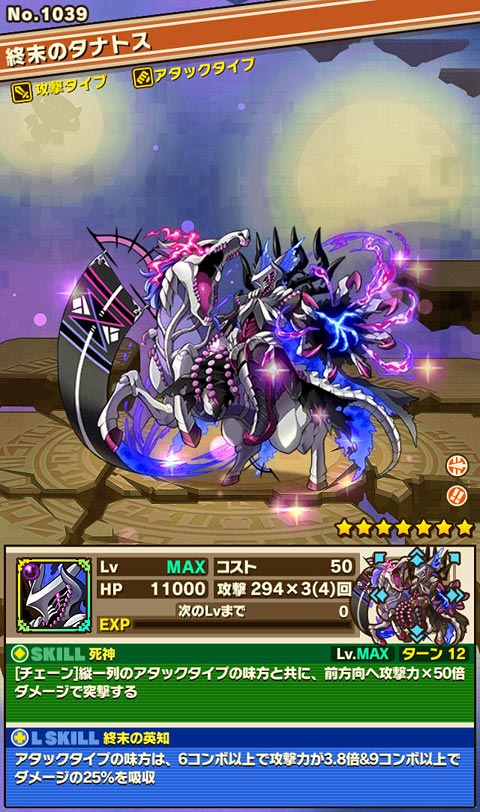 No.1039
終末のタナトス
攻撃タイプ アタックタイプ
Lv MAX コスト 50
HP 11000 攻撃 294×3(4)回
次のLvまで 0
EXP
SKILL 死神 Lv.MAX ターン 12
[チェーン]縦一列のアタックタイプの味方と共に、前方向へ攻撃力×50倍
ダメージで突撃する
L SKILL 終末の英知
アタックタイプの味方は、6コンボ以上で攻撃力が3.8倍&9コンボ以上で
ダメージの25%を吸収